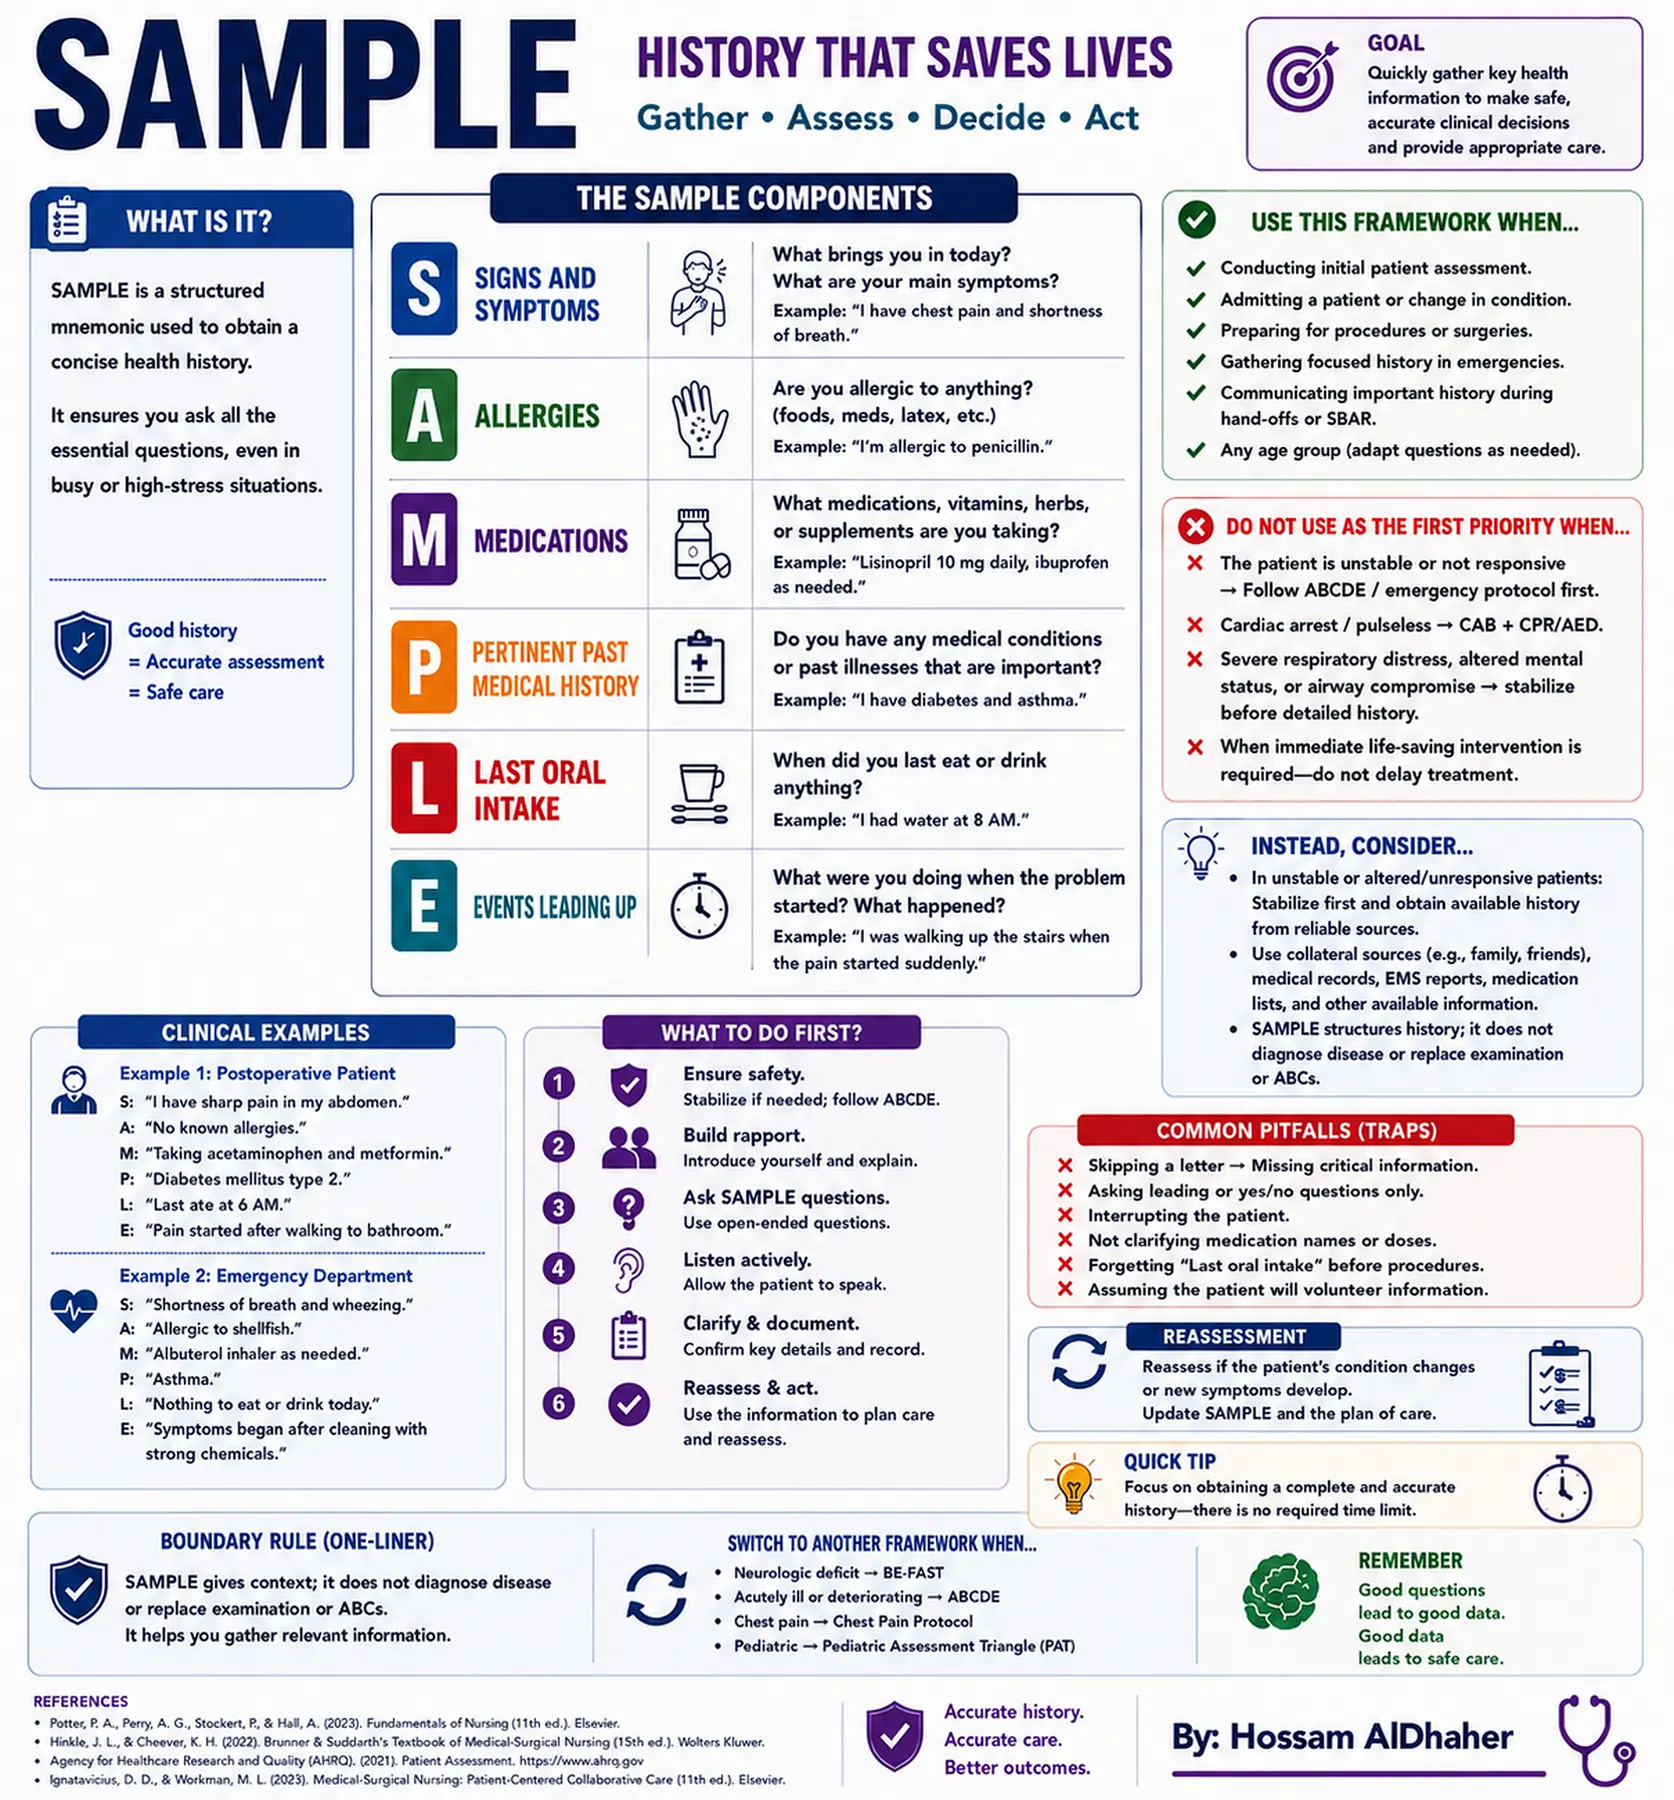 SAMPLE
HISTORY THAT SAVES LIVES
Gather • Assess • Decide • Act
GOAL
Quickly gather key health
information to make safe,
accurate clinical decisions
and provide appropriate care.
WHAT IS IT?
SAMPLE is a structured
mnemonic used to obtain a
concise health history.
It ensures you ask all the
essential questions, even in
busy or high-stress situations.
Good history
= Accurate assessment
= Safe care
THE SAMPLE COMPONENTS
S
SIGNS AND
SYMPTOMS
What brings you in today?
What are your main symptoms?
Example: “I have chest pain and shortness
of breath.”
A
ALLERGIES
Are you allergic to anything?
(foods, meds, latex, etc.)
Example: “I’m allergic to penicillin.”
M
MEDICATIONS
What medications, vitamins, herbs,
or supplements are you taking?
Example: “Lisinopril 10 mg daily, ibuprofen
as needed.”
P
PERTINENT PAST
MEDICAL HISTORY
Do you have any medical conditions
or past illnesses that are important?
Example: “I have diabetes and asthma.”
L
LAST ORAL
INTAKE
When did you last eat or drink
anything?
Example: “I had water at 8 AM.”
E
EVENTS LEADING UP
What were you doing when the problem
started? What happened?
Example: “I was walking up the stairs when
the pain started suddenly.”
USE THIS FRAMEWORK WHEN...
✓ Conducting initial patient assessment.
✓ Admitting a patient or change in condition.
✓ Preparing for procedures or surgeries.
✓ Gathering focused history in emergencies.
✓ Communicating important history during
hand-offs or SBAR.
✓ Any age group (adapt questions as needed).
DO NOT USE AS THE FIRST PRIORITY WHEN...
✗ The patient is unstable or not responsive
→ Follow ABCDE / emergency protocol first.
✗ Cardiac arrest / pulseless → CAB + CPR/AED.
✗ Severe respiratory distress, altered mental
status, or airway compromise → stabilize
before detailed history.
✗ When immediate life-saving intervention is
required—do not delay treatment.
INSTEAD, CONSIDER...
• In unstable or altered/unresponsive patients:
Stabilize first and obtain available history
from reliable sources.
• Use collateral sources (e.g., family, friends),
medical records, EMS reports, medication
lists, and other available information.
• SAMPLE structures history; it does not
diagnose disease or replace examination
or ABCs.
CLINICAL EXAMPLES
Example 1: Postoperative Patient
S: “I have sharp pain in my abdomen.”
A: “No known allergies.”
M: “Taking acetaminophen and metformin.”
P: “Diabetes mellitus type 2.”
L: “Last ate at 6 AM.”
E: “Pain started after walking to bathroom.”
Example 2: Emergency Department
S: “Shortness of breath and wheezing.”
A: “Allergic to shellfish.”
M: “Albuterol inhaler as needed.”
P: “Asthma.”
L: “Nothing to eat or drink today.”
E: “Symptoms began after cleaning with
strong chemicals.”
WHAT TO DO FIRST?
1
Ensure safety.
Stabilize if needed; follow ABCDE.
2
Build rapport.
Introduce yourself and explain.
3
Ask SAMPLE questions.
Use open-ended questions.
4
Listen actively.
Allow the patient to speak.
5
Clarify & document.
Confirm key details and record.
6
Reassess & act.
Use the information to plan care
and reassess.
COMMON PITFALLS (TRAPS)
✗ Skipping a letter → Missing critical information.
✗ Asking leading or yes/no questions only.
✗ Interrupting the patient.
✗ Not clarifying medication names or doses.
✗ Forgetting “Last oral intake” before procedures.
✗ Assuming the patient will volunteer information.
REASSESSMENT
Reassess if the patient’s condition changes
or new symptoms develop.
Update SAMPLE and the plan of care.
QUICK TIP
Focus on obtaining a complete and accurate
history—there is no required time limit.
BOUNDARY RULE (ONE-LINER)
SAMPLE gives context; it does not diagnose disease
or replace examination or ABCs.
It helps you gather relevant information.
SWITCH TO ANOTHER FRAMEWORK WHEN...
• Neurologic deficit → BE-FAST
• Acutely ill or deteriorating → ABCDE
• Chest pain → Chest Pain Protocol
• Pediatric → Pediatric Assessment Triangle (PAT)
REMEMBER
Good questions
lead to good data.
Good data
leads to safe care.
REFERENCES
• Potter, P. A., Perry, A. G., Stockert, P., & Hall, A. (2023). Fundamentals of Nursing (11th ed.). Elsevier.
• Hinkle, J. L., & Cheever, K. H. (2022). Brunner & Suddarth’s Textbook of Medical-Surgical Nursing (15th ed.). Wolters Kluwer.
• Agency for Healthcare Research and Quality (AHRQ). (2021). Patient Assessment. https://www.ahrq.gov
• Ignatavicius, D. D., & Workman, M. L. (2023). Medical-Surgical Nursing: Patient-Centered Collaborative Care (11th ed.). Elsevier.
Accurate history.
Accurate care.
Better outcomes.
By: Hossam AlDhaher